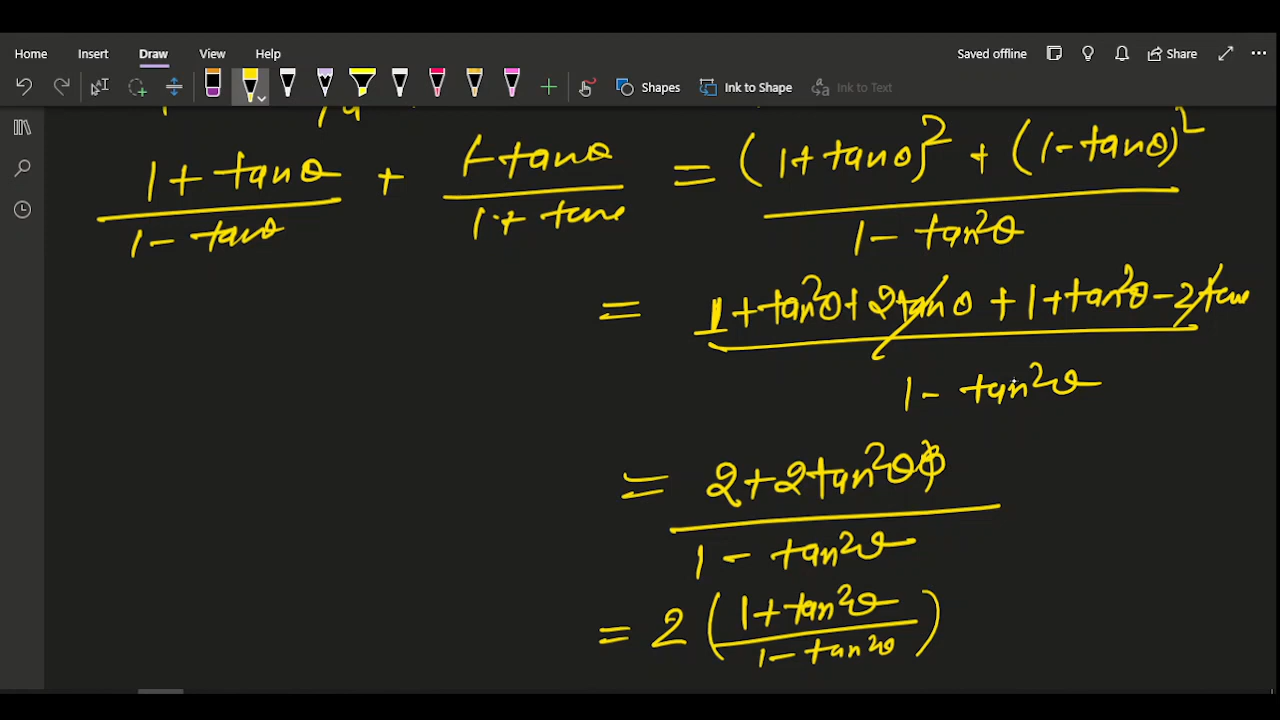 Home Insert Draw View Help Saved offline Share
Shapes Ink to Shape Ink to Text
1 + tanθ / 1 - tanθ + 1 - tanθ / 1 + tanθ = (1 + tanθ)² + (1 - tanθ)² / 1 - tan²θ
= 1 + tan²θ + 2tanθ + 1 + tan²θ - 2tanθ / 1 - tan²θ
= 2 + 2tan²θ / 1 - tan²θ
= 2 (1 + tan²θ / 1 - tan²θ)